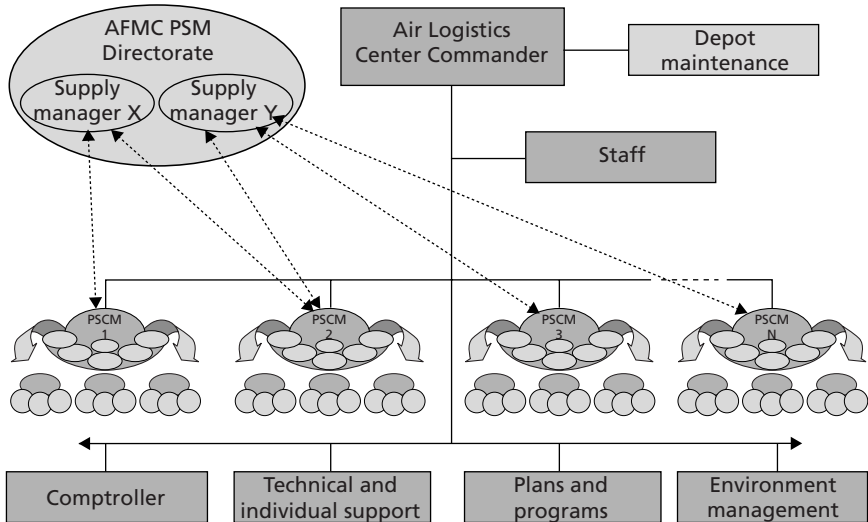 AFMC PSM
Directorate
Supply
manager X
Supply
manager Y
Air Logistics
Center Commander
Depot
maintenance
Staff
PSCM
1
PSCM
2
PSCM
3
PSCM
N
Comptroller
Technical and
individual support
Plans and
programs
Environment
management